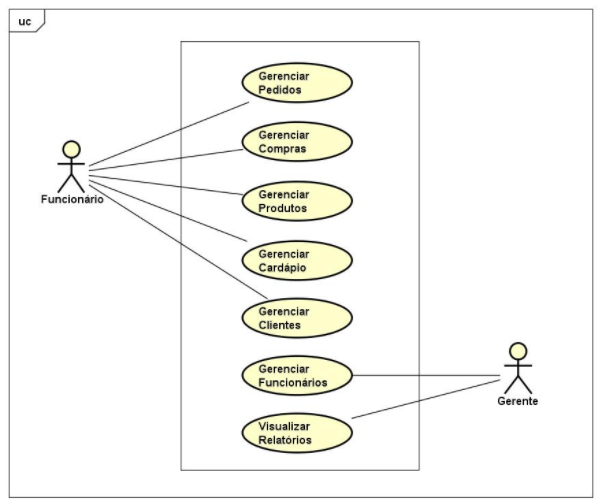 uc
Gerenciar
Pedidos
Gerenciar
Compras
Funcionário
Gerenciar
Produtos
Gerenciar
Cardápio
Gerenciar
Clientes
Gerenciar
Funcionários
Gerente
Visualizar
Relatórios